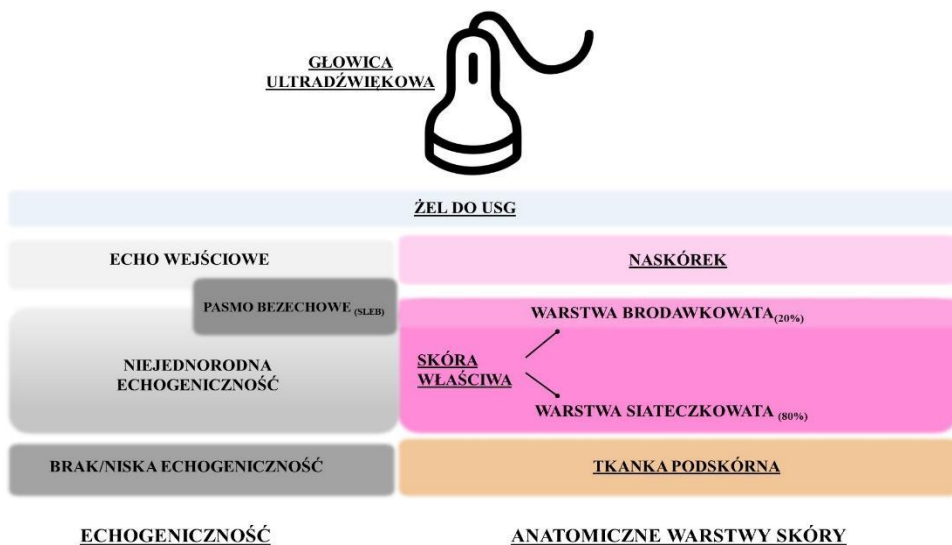 GŁOWICA
ULTRADŹWIĘKOWA
ŻEL DO USG
ECHO WEJŚCIOWE
NASKÓREK
PASMO BEZECHOWE (SLEB)
WARSTWA BRODAWKOWATA (20%)
NIEJEDNORODNA
ECHOGENICZNOŚĆ
SKÓRA
WŁAŚCIWA
WARSTWA SIATECZKOWATA (80%)
BRAK/NISKA ECHOGENICZNOŚĆ
TKANKA PODSKÓRNA
ECHOGENICZNOŚĆ
ANATOMICZNE WARSTWY SKÓRY